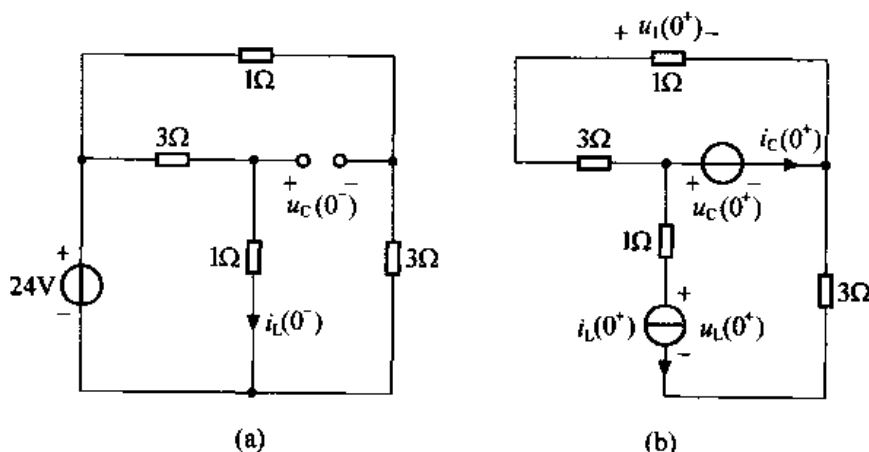 1Ω
3Ω
+ −
u_C(0⁻)
1Ω
3Ω
+
24V
−
i_L(0⁻)
(a)
+ u_1(0⁺) −
1Ω
3Ω
i_C(0⁺)
+ −
u_C(0⁺)
1Ω
3Ω
+
i_L(0⁺) u_L(0⁺)
−
(b)